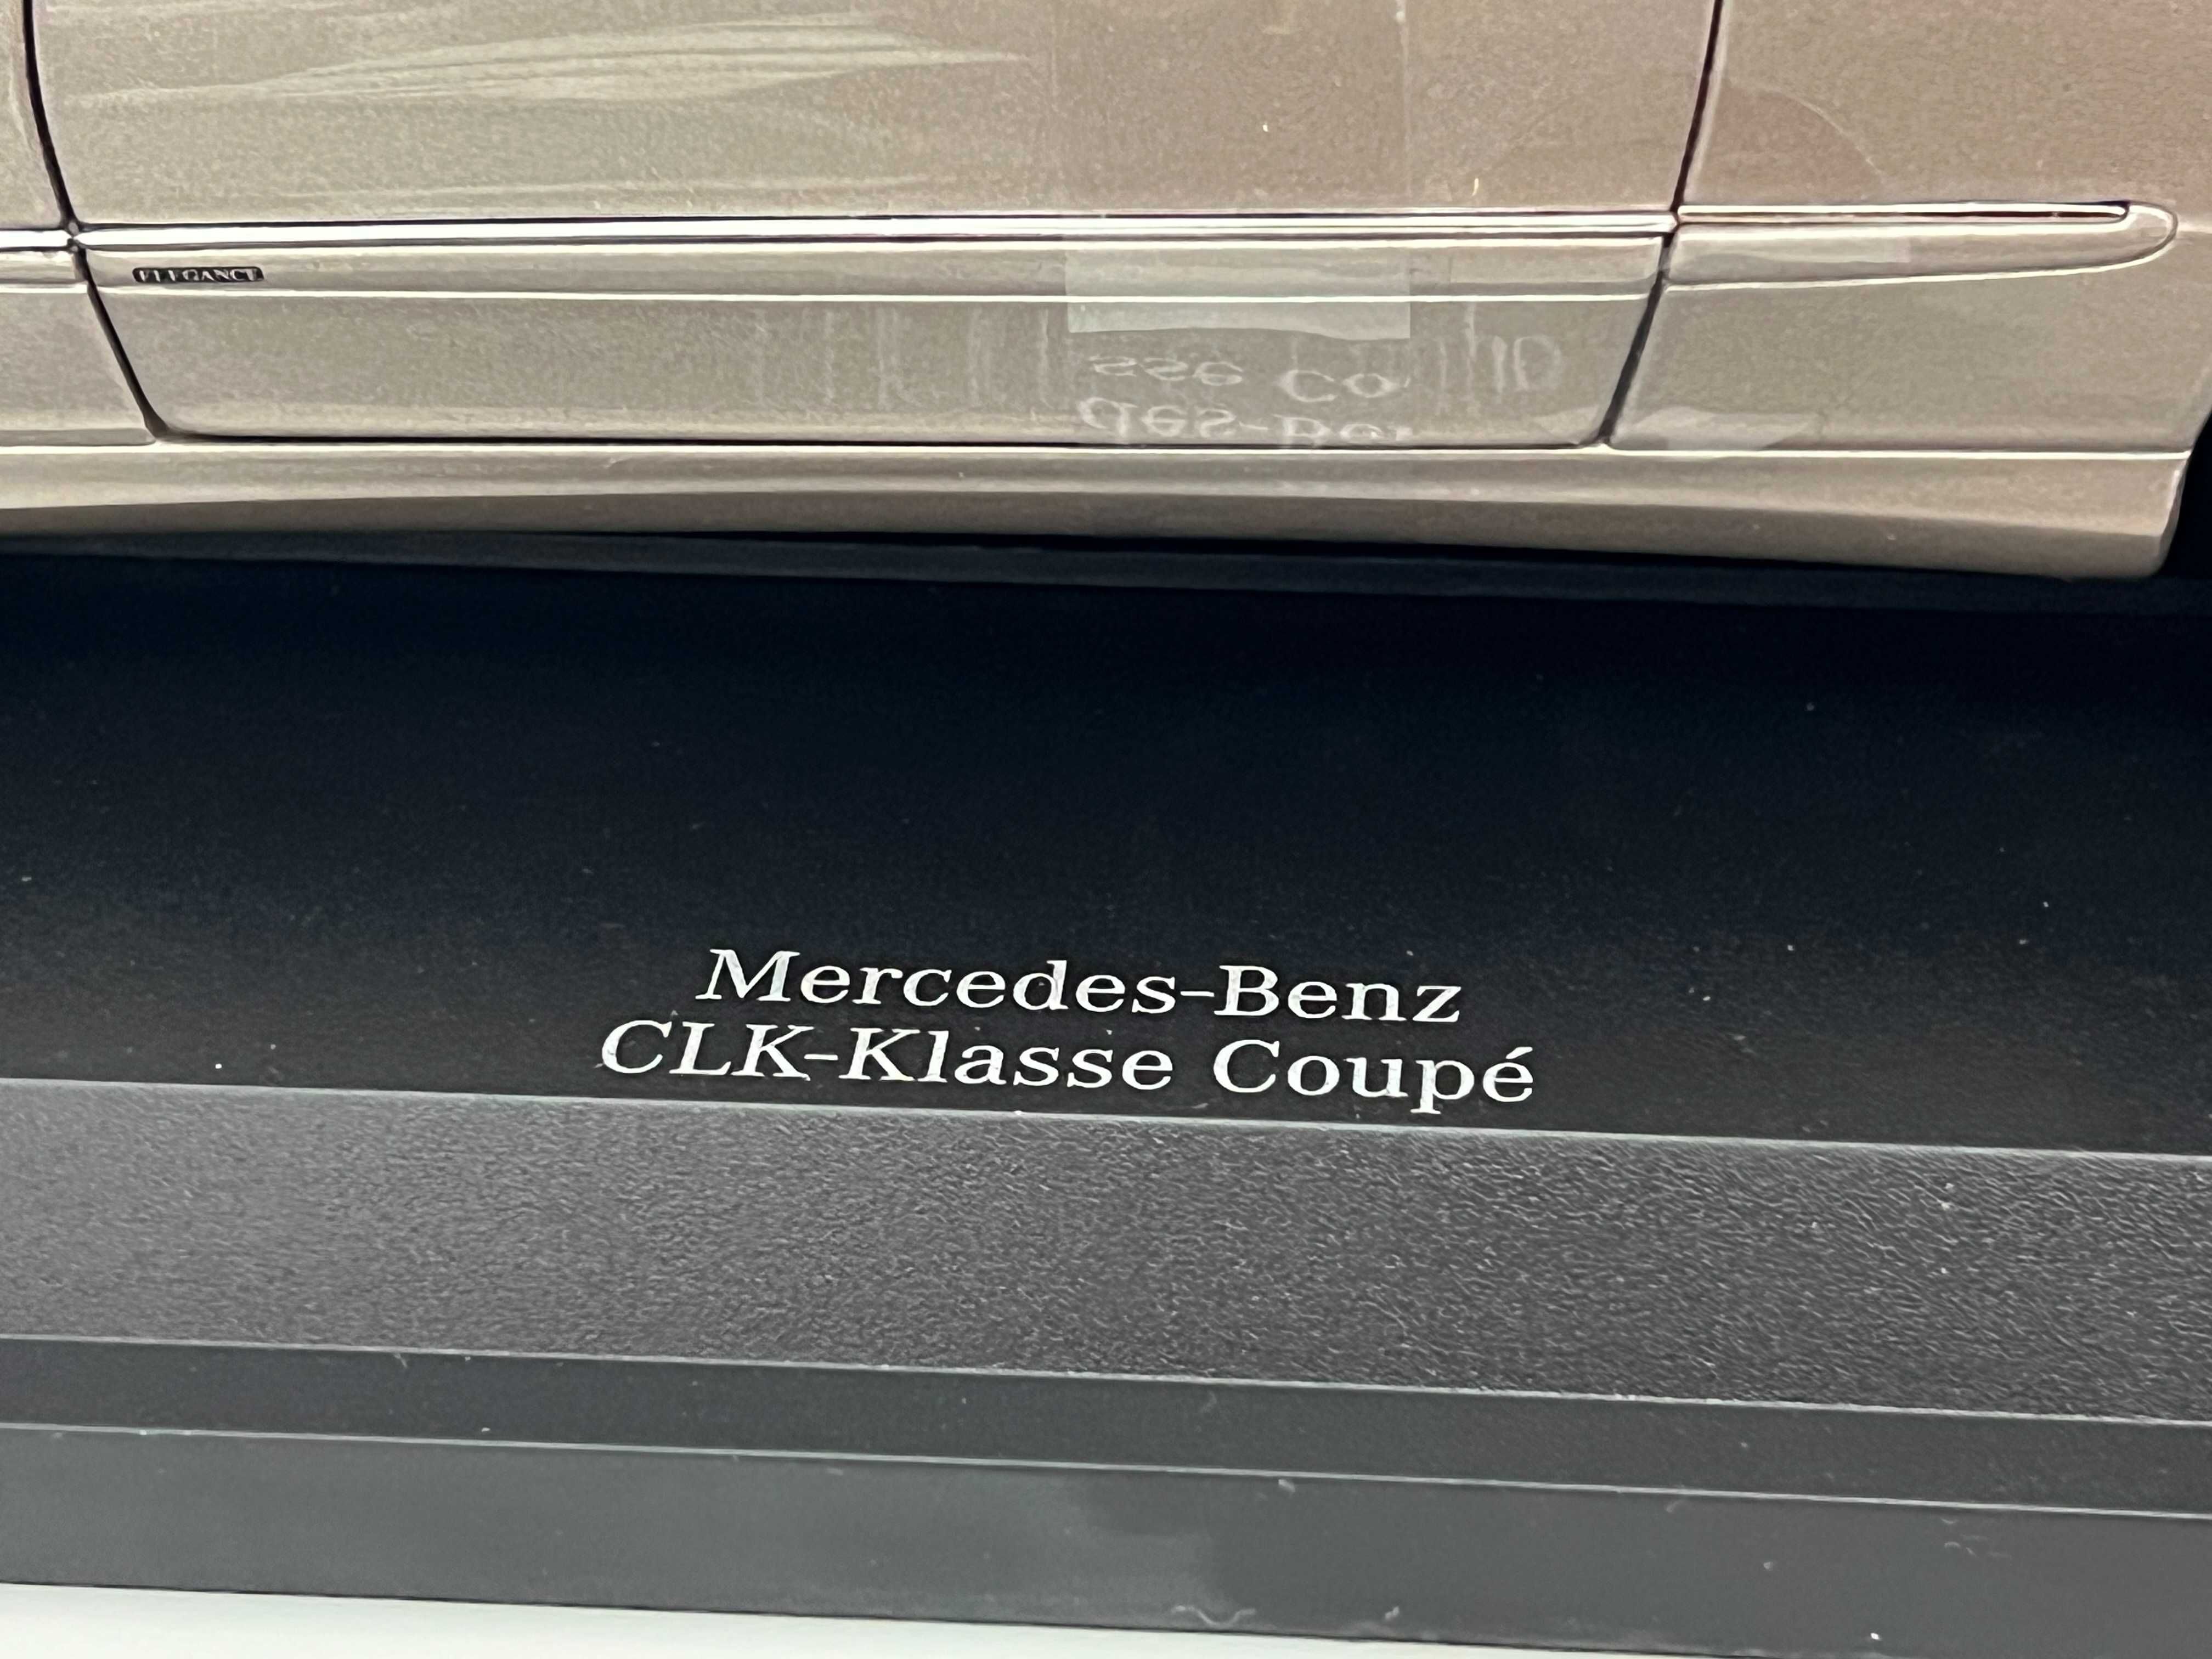 ELEGANCE
Mercedes-Benz
CLK-Klasse Coupé